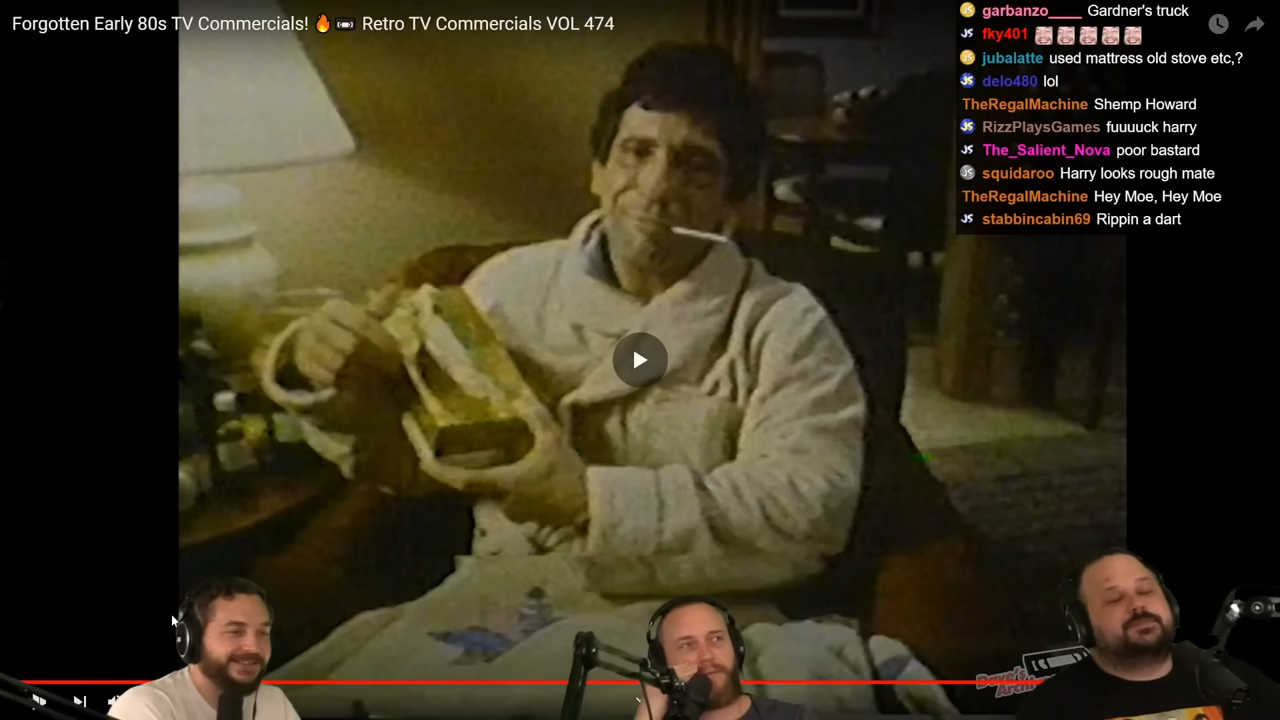 Forgotten Early 80s TV Commercials! 🔥📼 Retro TV Commercials VOL 474
garbanzo____ Gardner's truck
fky401
jubalatte used mattress old stove etc,?
delo480 lol
TheRegalMachine Shemp Howard
RizzPlaysGames fuuuuck harry
The_Salient_Nova poor bastard
squidaroo Harry looks rough mate
TheRegalMachine Hey Moe, Hey Moe
stabbincabin69 Rippin a dart
Dave's